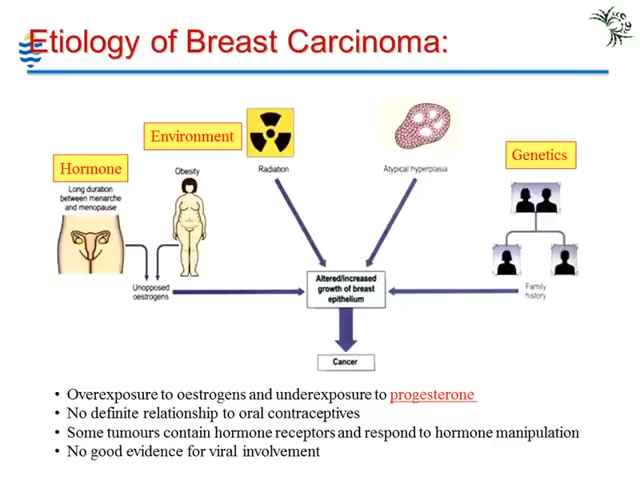 Etiology of Breast Carcinoma:
Environment
Genetics
Hormone
Obesity
Radiation
Atypical hyperplasia
Long duration
between menarche
and menopause
Unopposed
oestrogens
Altered/increased
growth of breast
epithelium
Family
history
Cancer
• Overexposure to oestrogens and underexposure to progesterone
• No definite relationship to oral contraceptives
• Some tumours contain hormone receptors and respond to hormone manipulation
• No good evidence for viral involvement